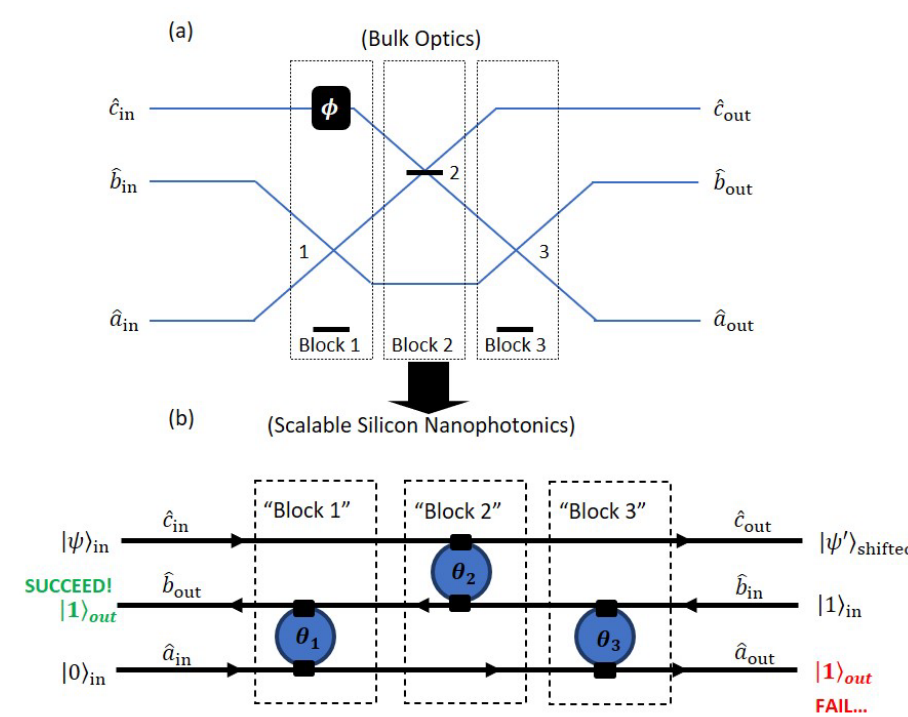 (a)
(Bulk Optics)
ĉin
ϕ
ĉout
b̂in
2
b̂out
1
3
âin
âout
Block 1
Block 2
Block 3
(b)
(Scalable Silicon Nanophotonics)
"Block 1"
"Block 2"
"Block 3"
|ψ⟩in
ĉin
ĉout
|ψ′⟩shifted
θ2
SUCCEED!
|1⟩out
b̂out
b̂in
|1⟩in
θ1
θ3
|0⟩in
âin
âout
|1⟩out
FAIL...